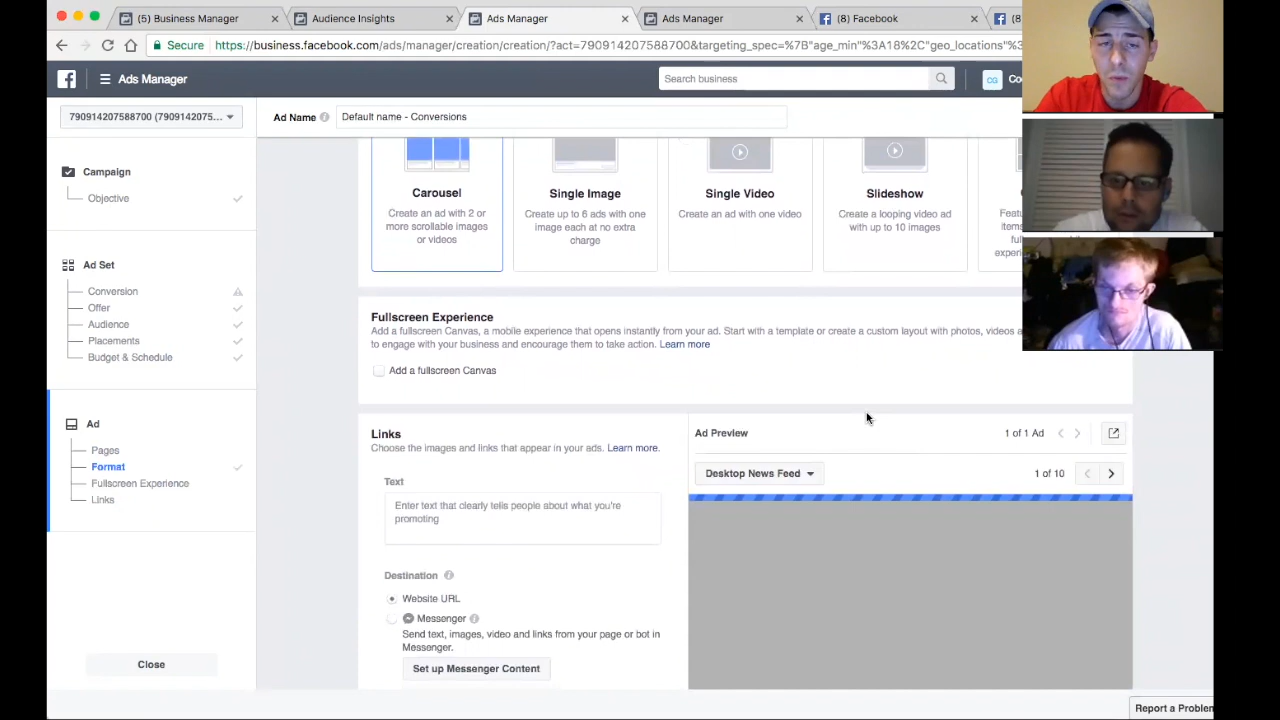 (5) Business Manager
Audience Insights
Ads Manager
Ads Manager
(8) Facebook
(8
Secure
https://business.facebook.com/ads/manager/creation/creation/?act=790914207588700&targeting_spec=%7B"age_min"%3A18%2C"geo_locations"%3
Ads Manager
Search business
CG
Co
790914207588700 (79091420 75...
Ad Name
Default name - Conversions
Campaign
Objective
Ad Set
Conversion
Offer
Audience
Placements
Budget & Schedule
Ad
Pages
Format
Fullscreen Experience
Links
Close
Carousel
Create an ad with 2 or
more scrollable images
or videos
Single Image
Create up to 6 ads with one
image each at no extra
charge
Single Video
Create an ad with one video
Slideshow
Create a looping video ad
with up to 10 images
Featu
items
full
experie
Fullscreen Experience
Add a fullscreen Canvas, a mobile experience that opens instantly from your ad. Start with a template or create a custom layout with photos, videos a
to engage with your business and encourage them to take action. Learn more
Add a fullscreen Canvas
Links
Choose the images and links that appear in your ads. Learn more.
Text
Enter text that clearly tells people about what you're
promoting
Destination
Website URL
Messenger
Send text, images, video and links from your page or bot in
Messenger.
Set up Messenger Content
Ad Preview
1 of 1 Ad
Desktop News Feed
1 of 10
Report a Problem